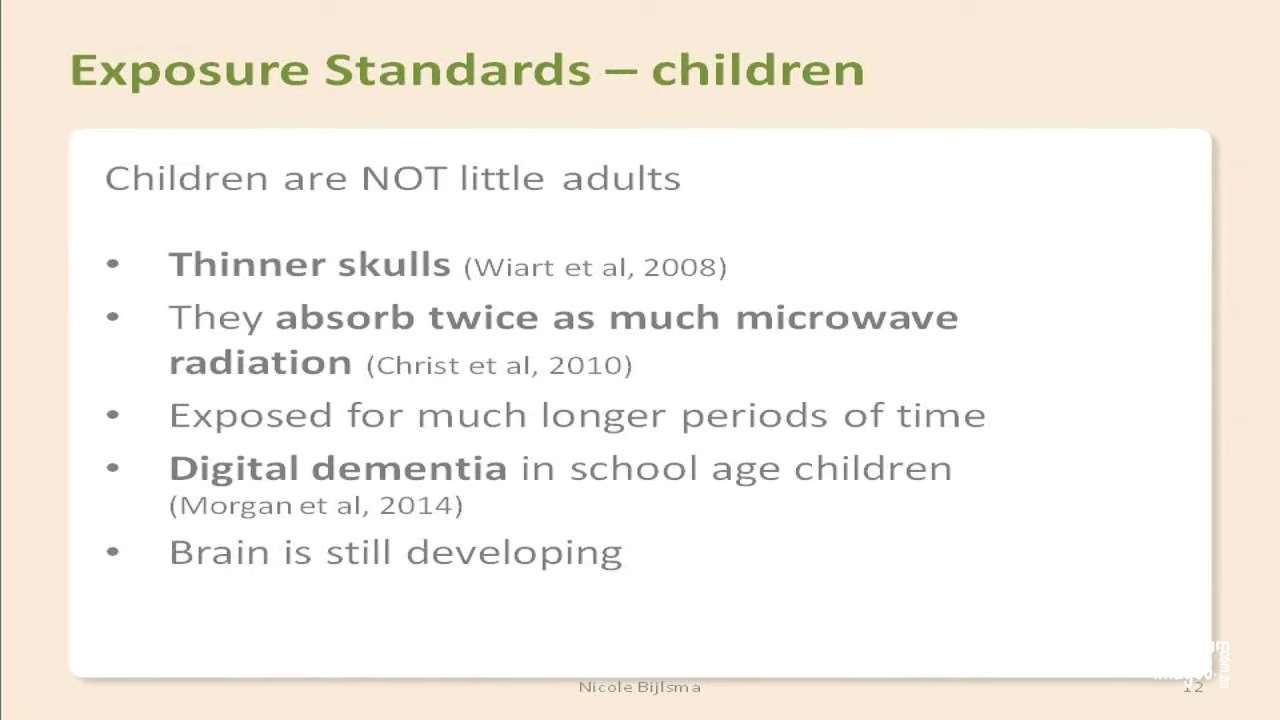 Exposure Standards – children
Children are NOT little adults
• Thinner skulls (Wiart et al, 2008)
• They absorb twice as much microwave
radiation (Christ et al, 2010)
• Exposed for much longer periods of time
• Digital dementia in school age children
(Morgan et al, 2014)
• Brain is still developing
Nicole Bijlsma
12
.com.au